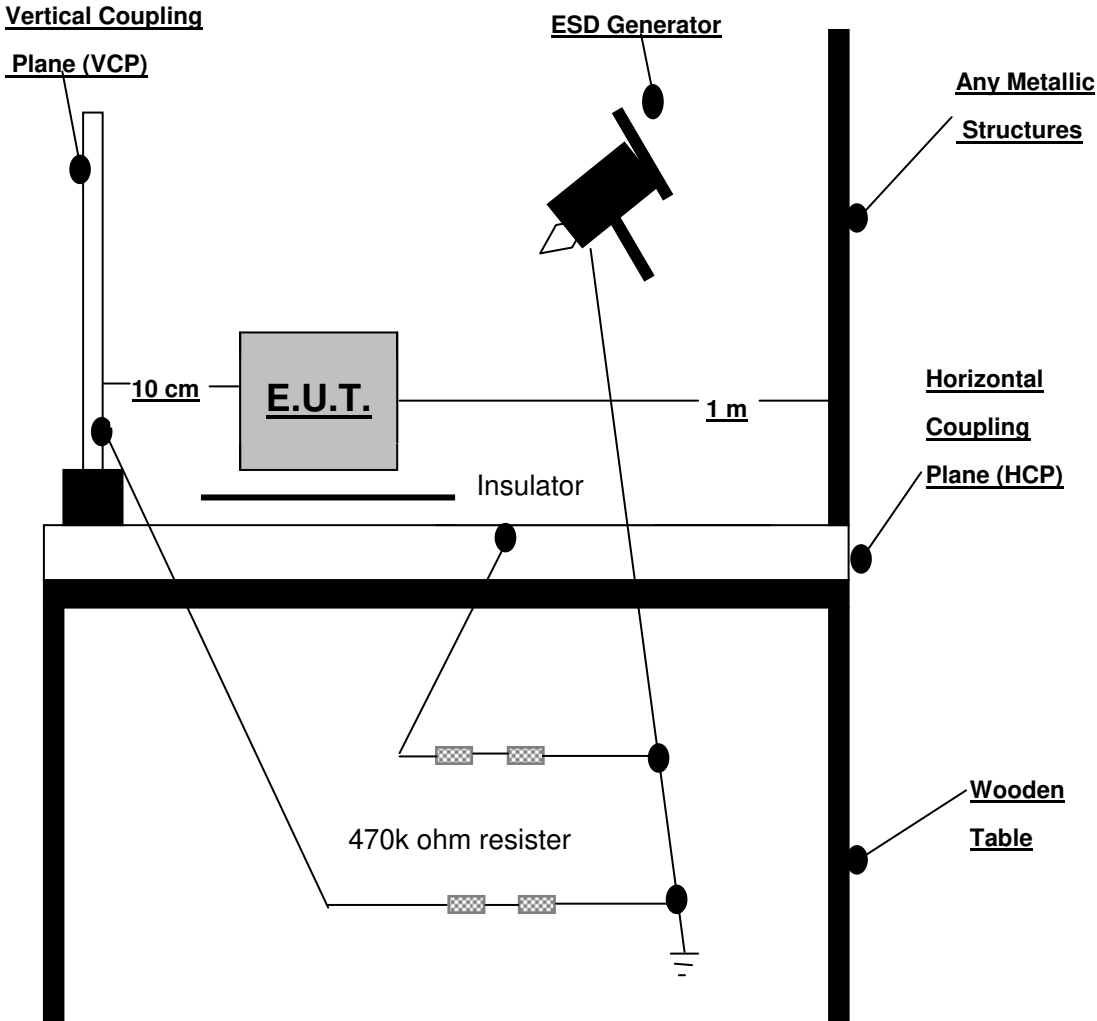 Vertical Coupling
Plane (VCP)
ESD Generator
Any Metallic
Structures
10 cm
E.U.T.
1 m
Horizontal
Coupling
Plane (HCP)
Insulator
470k ohm resister
Wooden
Table